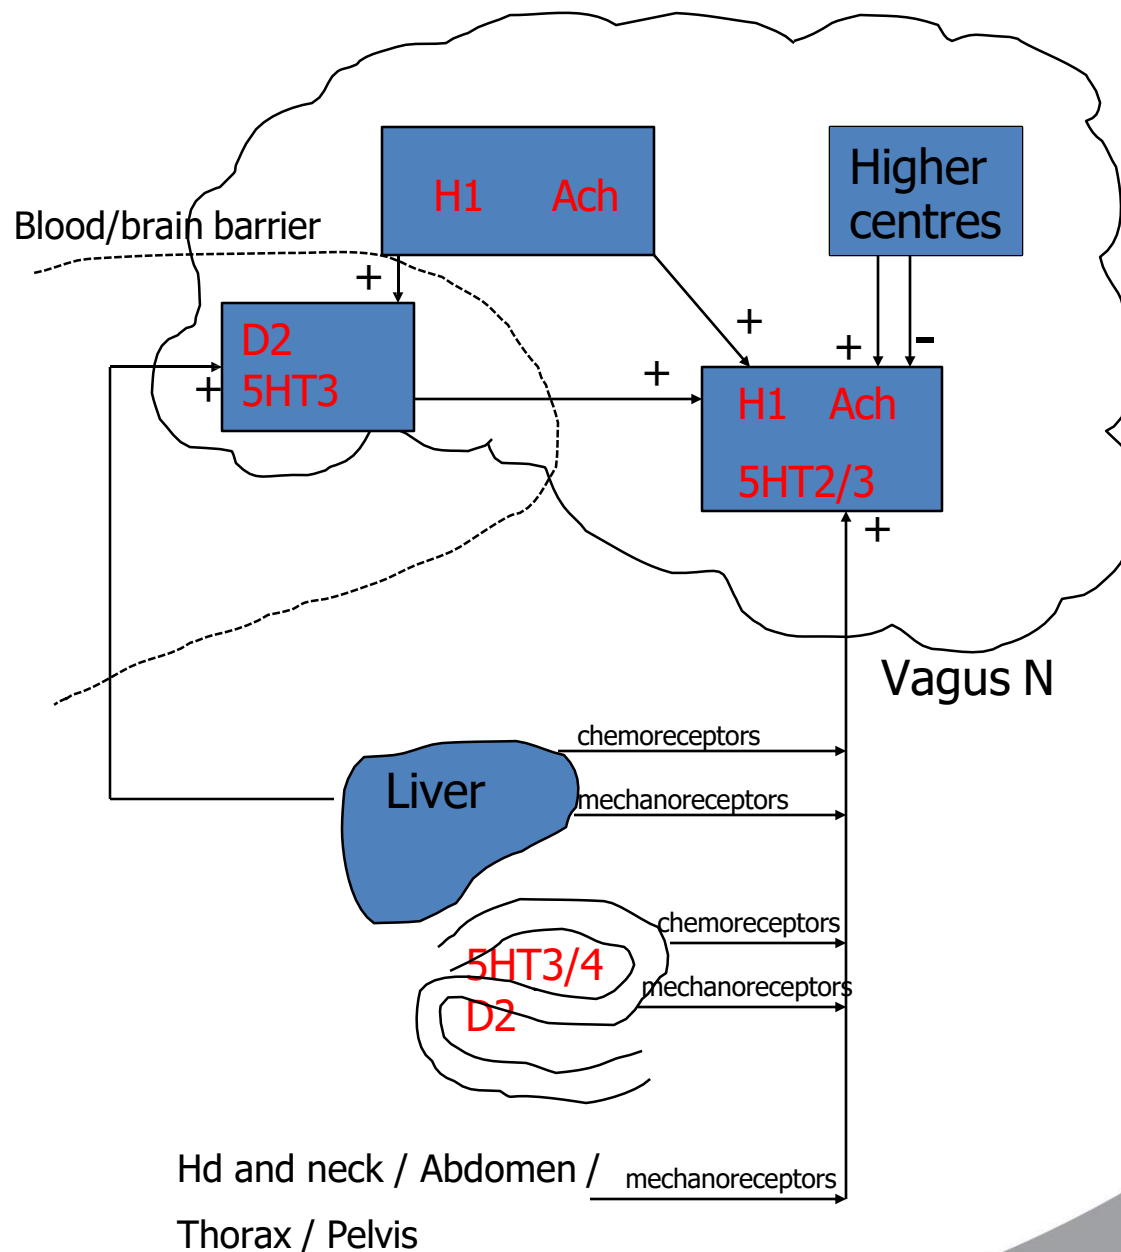 H1 Ach
Higher
centres
Blood/brain barrier
+
+
+
-
D2
5HT3
+
+
H1 Ach
5HT2/3
+
Vagus N
chemoreceptors
Liver
mechanoreceptors
chemoreceptors
5HT3/4
mechanoreceptors
D2
Hd and neck / Abdomen /
mechanoreceptors
Thorax / Pelvis